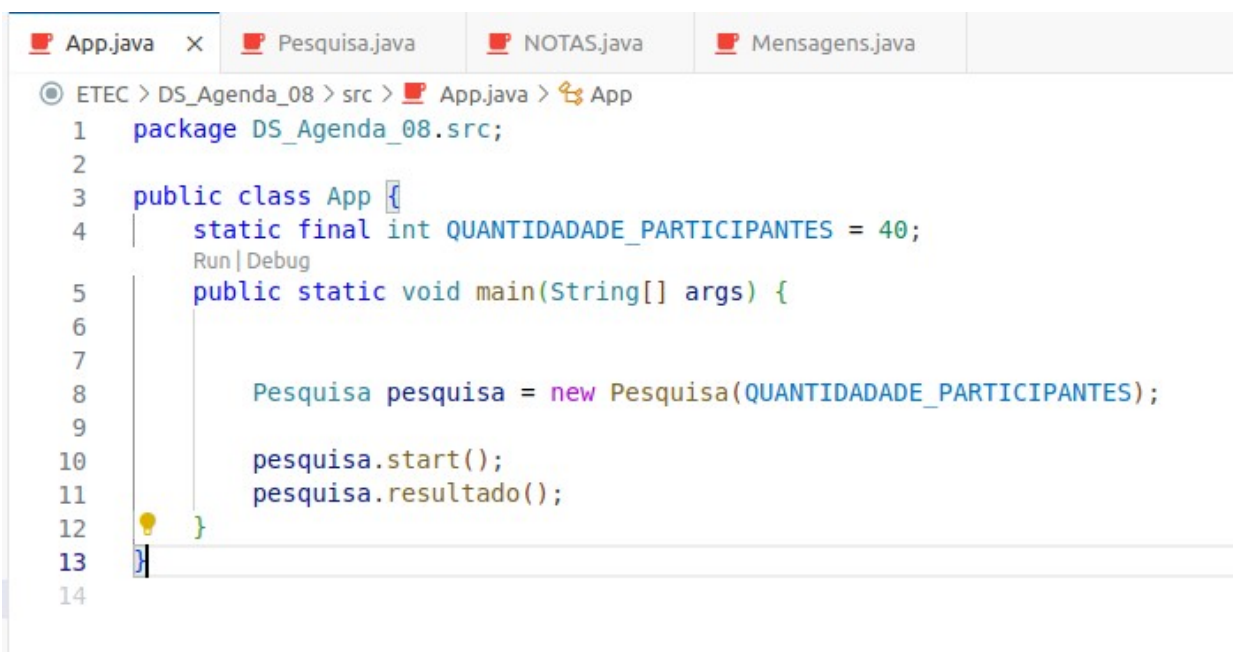 App.java × Pesquisa.java NOTAS.java Mensagens.java
ETEC > DS_Agenda_08 > src > App.java > App
1 package DS_Agenda_08.src;
2
3 public class App {
4 static final int QUANTIDADADE_PARTICIPANTES = 40;
Run | Debug
5 public static void main(String[] args) {
6
7
8 Pesquisa pesquisa = new Pesquisa(QUANTIDADADE_PARTICIPANTES);
9
10 pesquisa.start();
11 pesquisa.resultado();
12 }
13 }
14